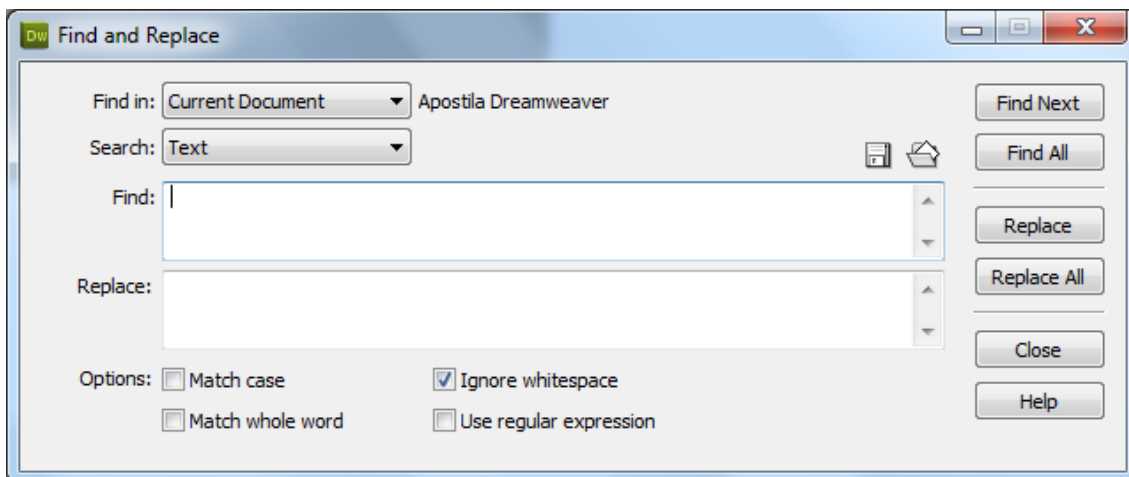 Dw Find and Replace
Find in: Current Document Apostila Dreamweaver Find Next
Search: Text Find All
Find:
Replace
Replace: Replace All
Close
Options: Match case Ignore whitespace
Help
Match whole word Use regular expression